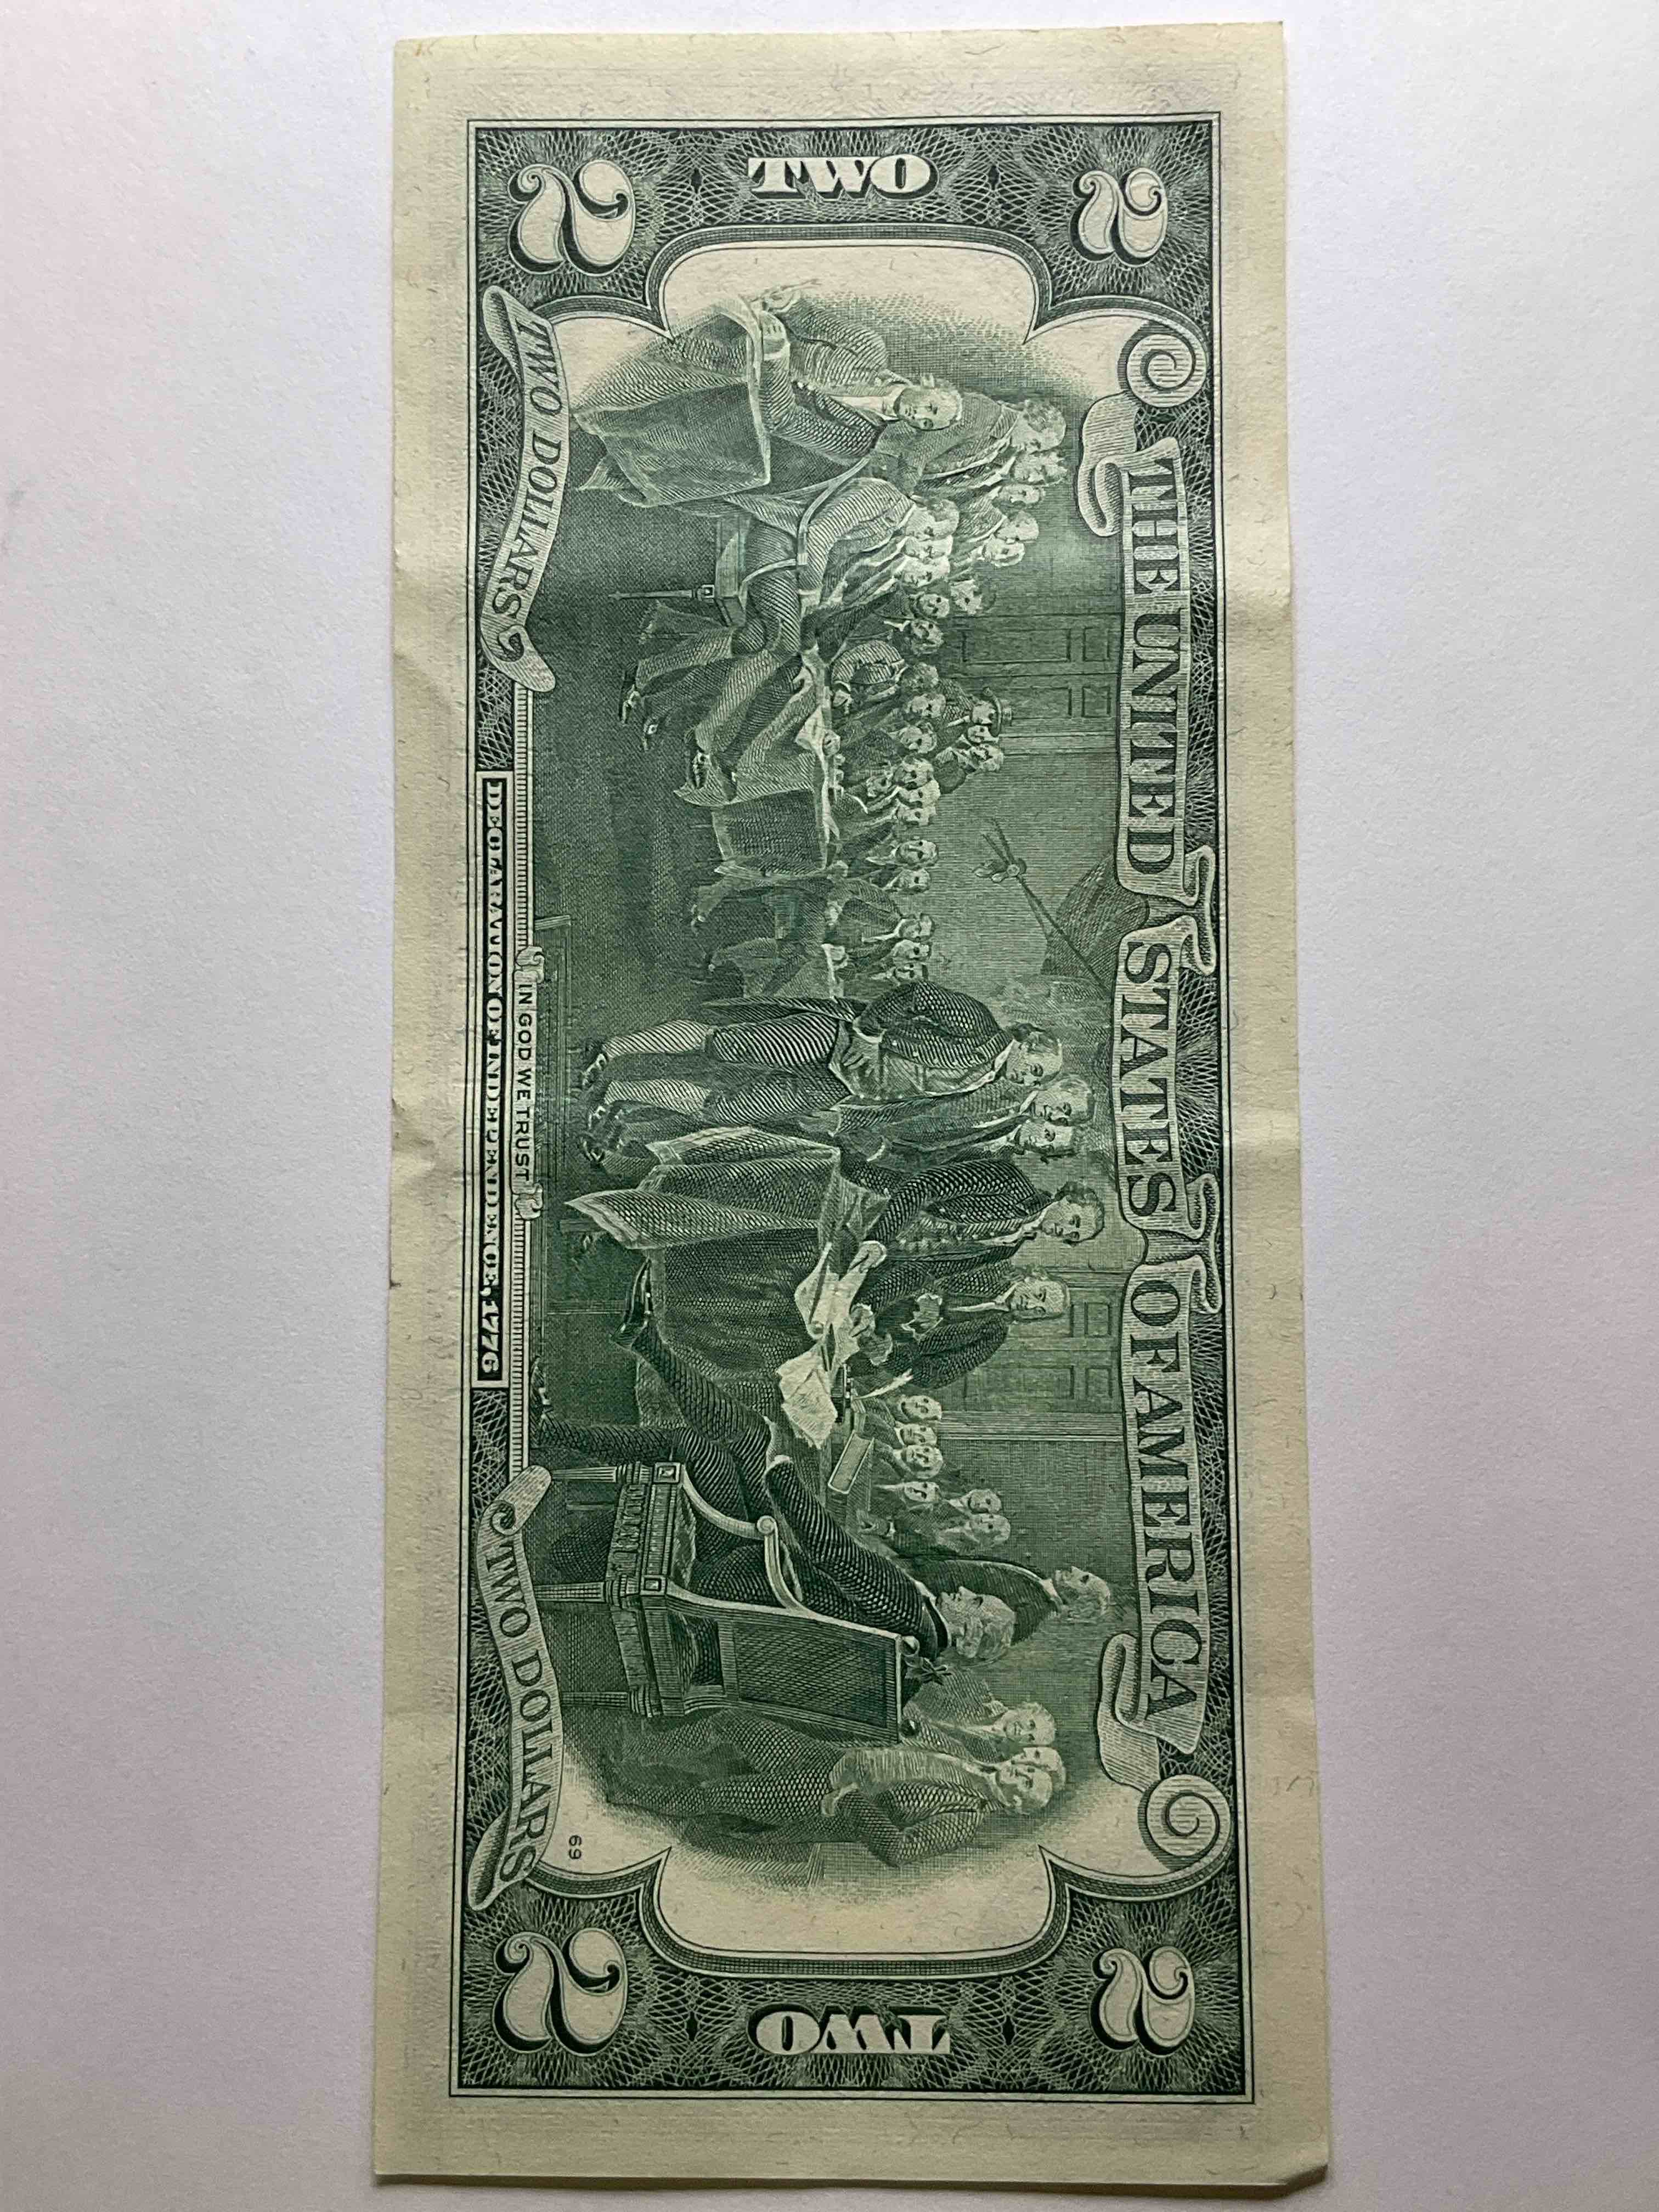 TWO
2
2
THE UNITED STATES OF AMERICA
TWO DOLLARS
IN GOD WE TRUST
TWO DOLLARS
DECLARATION OF INDEPENDENCE, 1776
69
2
2
TWO